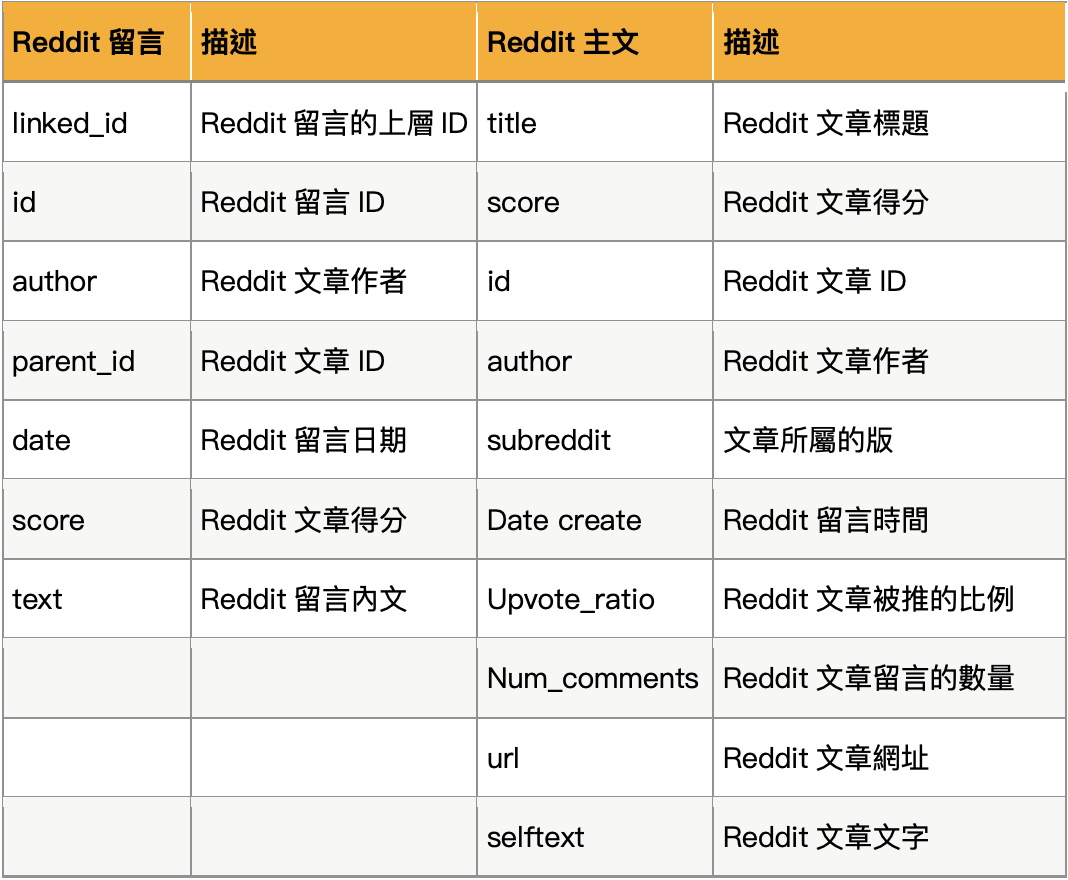 Reddit 留言 描述 Reddit 主文 描述
linked_id Reddit 留言的上層 ID title Reddit 文章標題
id Reddit 留言 ID score Reddit 文章得分
author Reddit 文章作者 id Reddit 文章 ID
parent_id Reddit 文章 ID author Reddit 文章作者
date Reddit 留言日期 subreddit 文章所屬的版
score Reddit 文章得分 Date create Reddit 留言時間
text Reddit 留言內文 Upvote_ratio Reddit 文章被推的比例
Num_comments Reddit 文章留言的數量
url Reddit 文章網址
selftext Reddit 文章文字